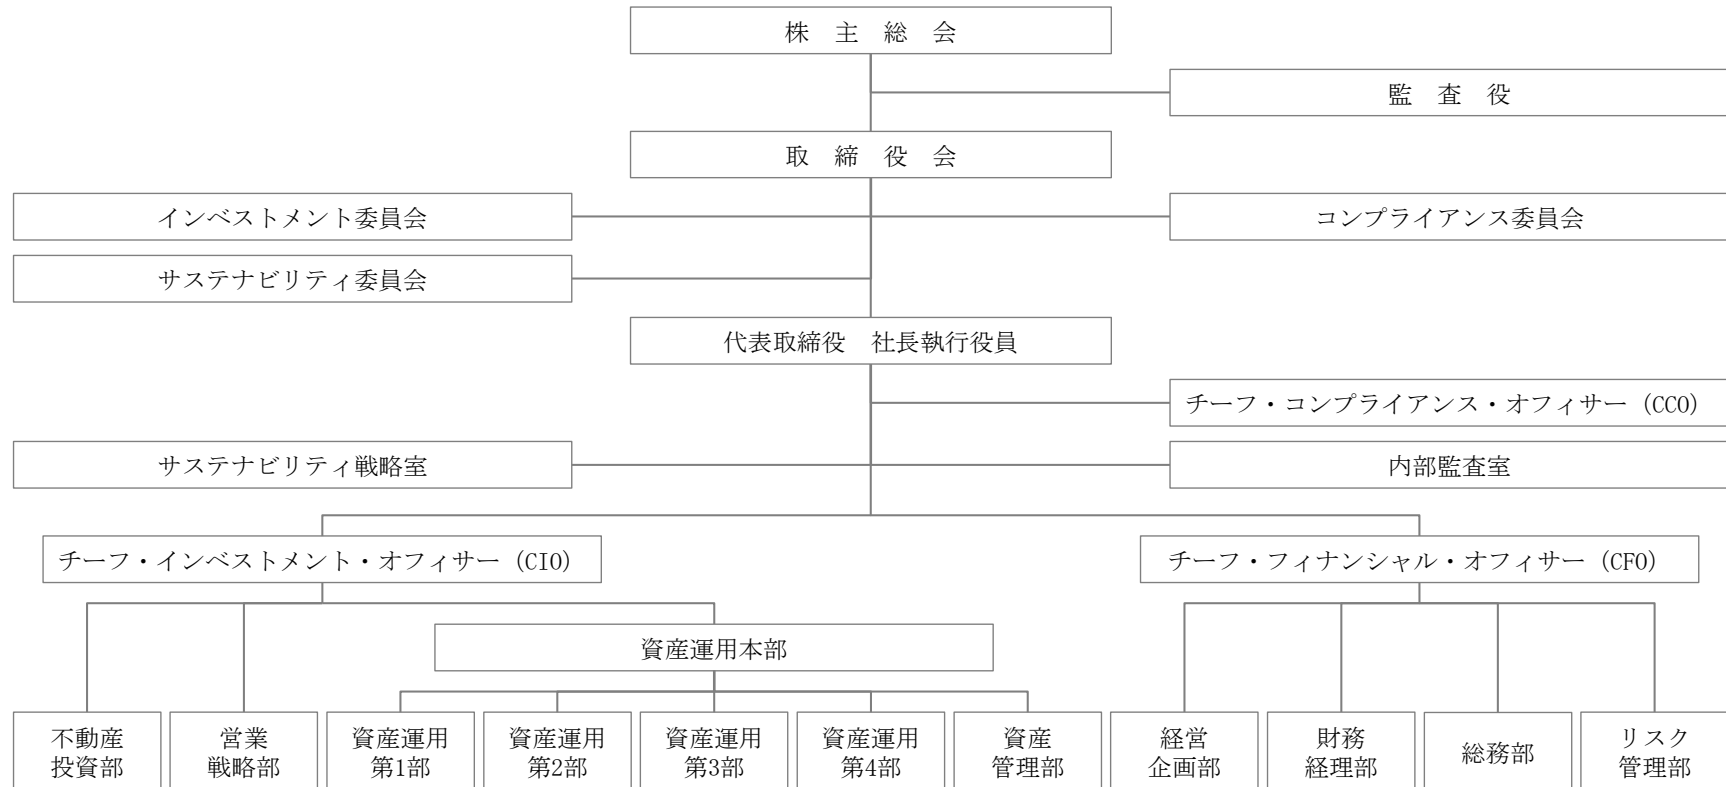 株 主 総 会
監 査 役
取 締 役 会
インベストメント委員会
コンプライアンス委員会
サステナビリティ委員会
代表取締役 社長執行役員
チーフ・コンプライアンス・オフィサー（CCO）
サステナビリティ戦略室
内部監査室
チーフ・インベストメント・オフィサー（CIO）
チーフ・フィナンシャル・オフィサー（CFO）
資産運用本部
不動産
投資部
営業
戦略部
資産運用
第1部
資産運用
第2部
資産運用
第3部
資産運用
第4部
資産
管理部
経営
企画部
財務
経理部
総務部
リスク
管理部